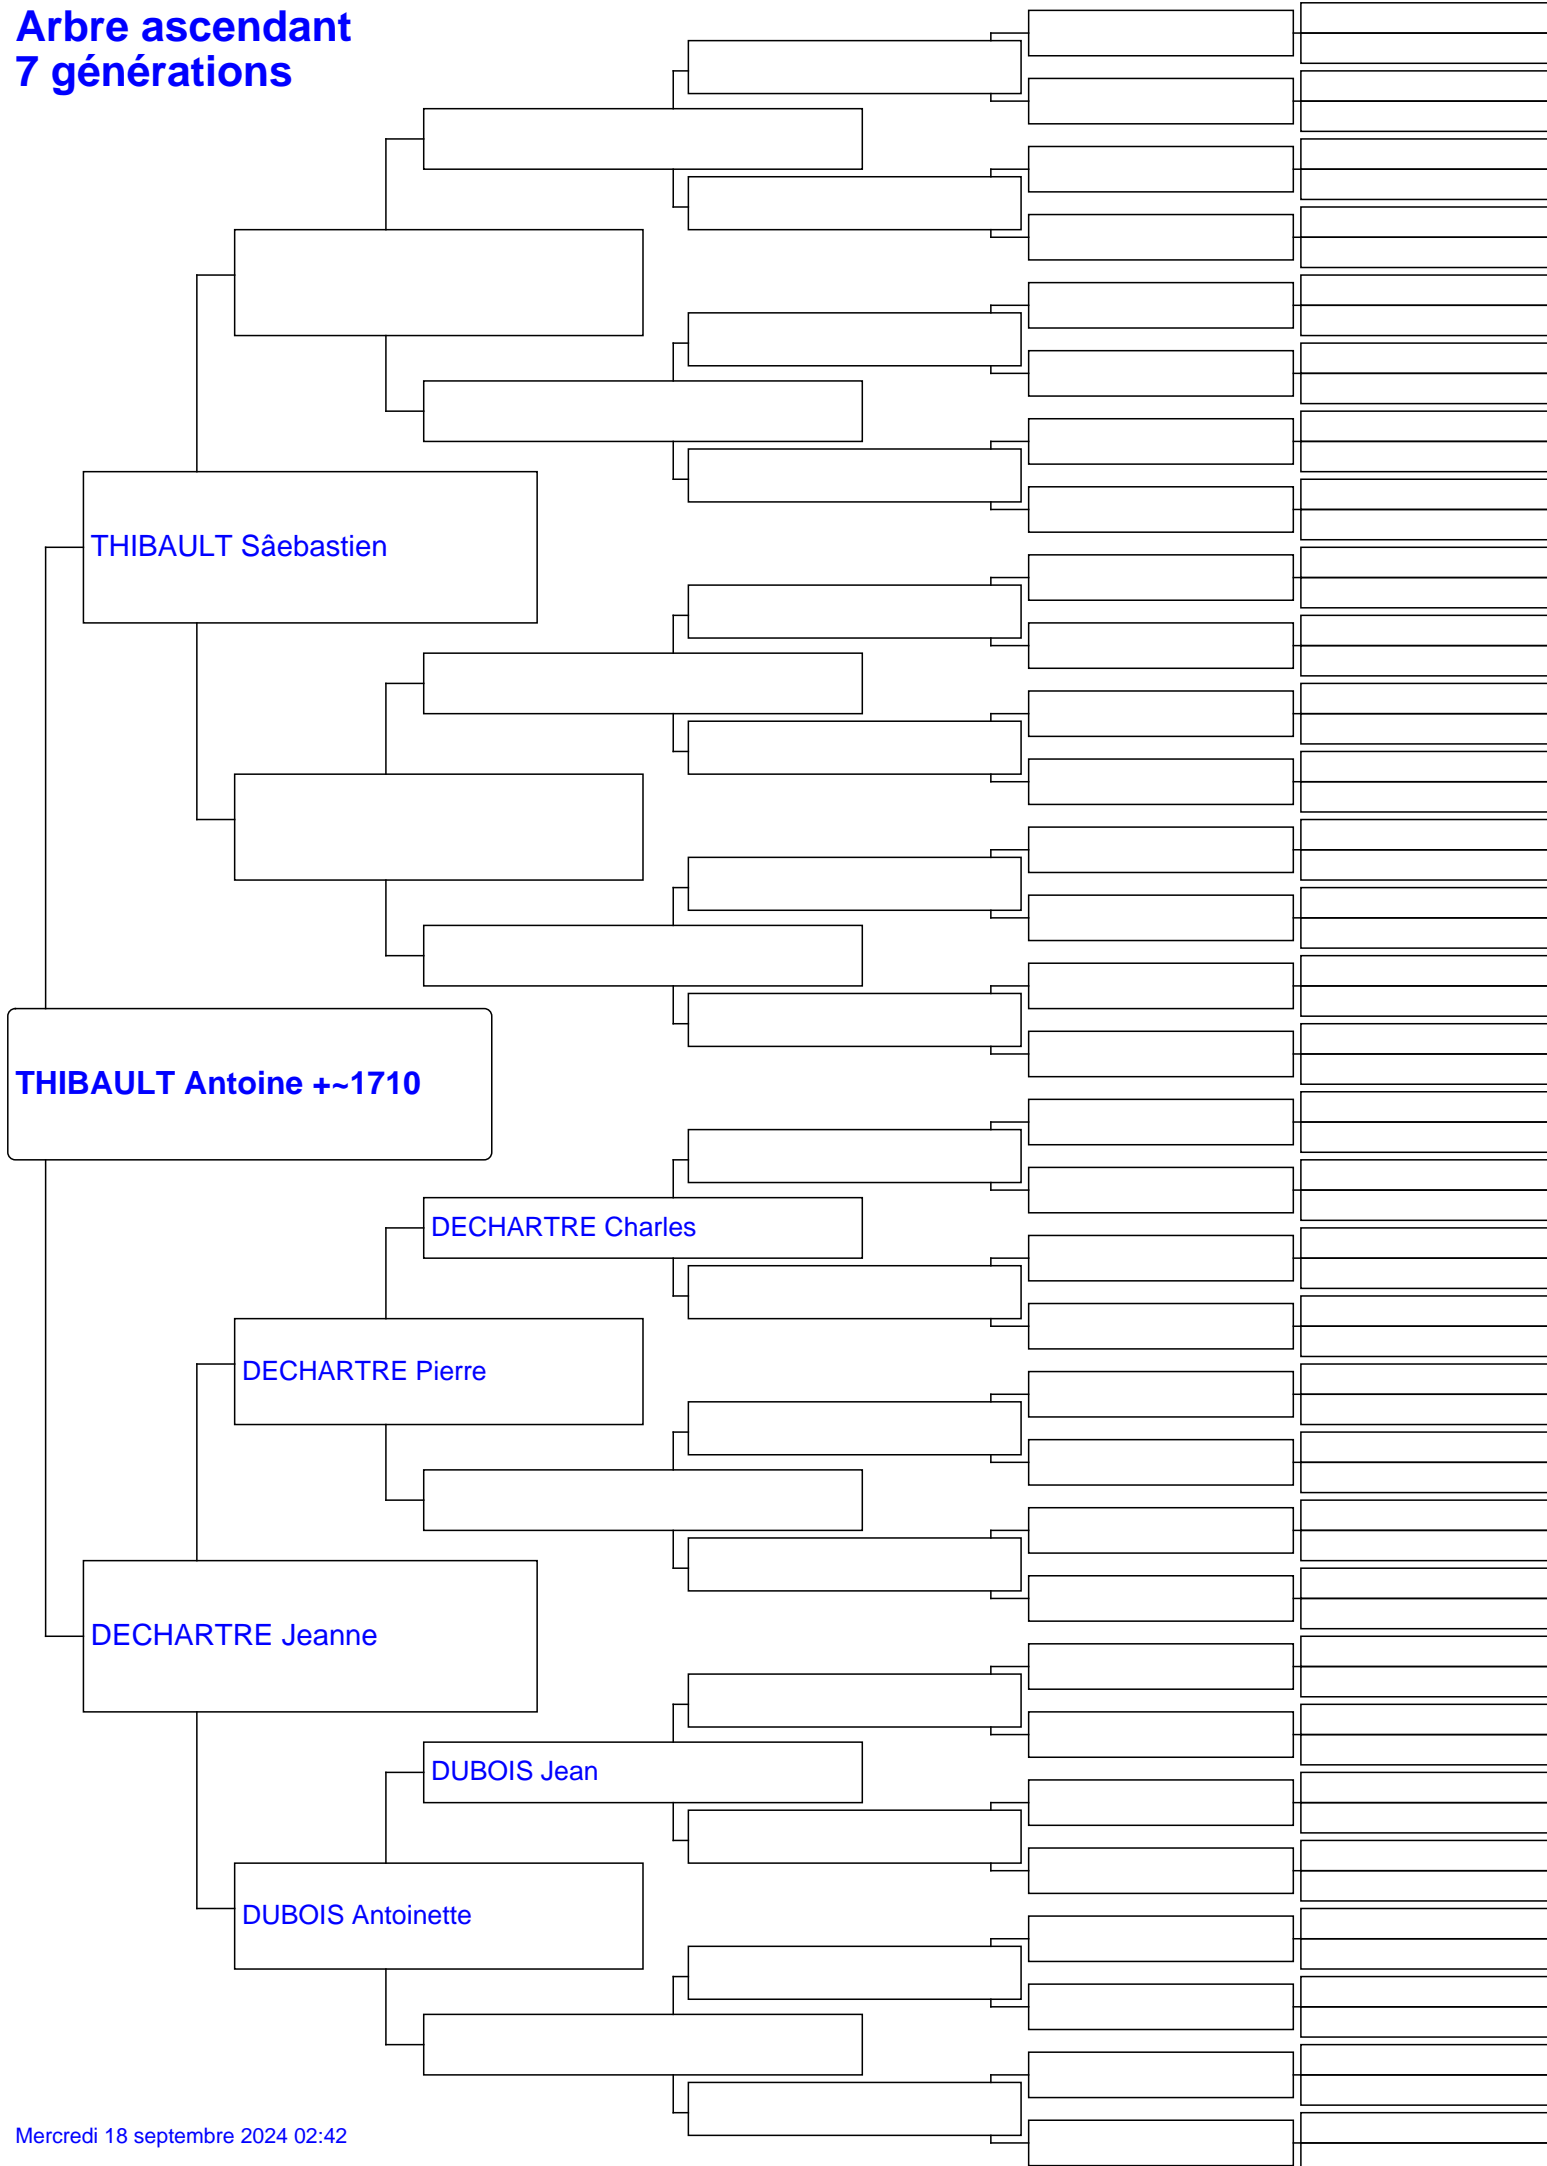 Arbre ascendant
7 générations
THIBAULT Sâebastien
THIBAULT Antoine +~1710
DECHARTRE Charles
DECHARTRE Pierre
DECHARTRE Jeanne
DUBOIS Jean
DUBOIS Antoinette
Mercredi 18 septembre 2024 02:42